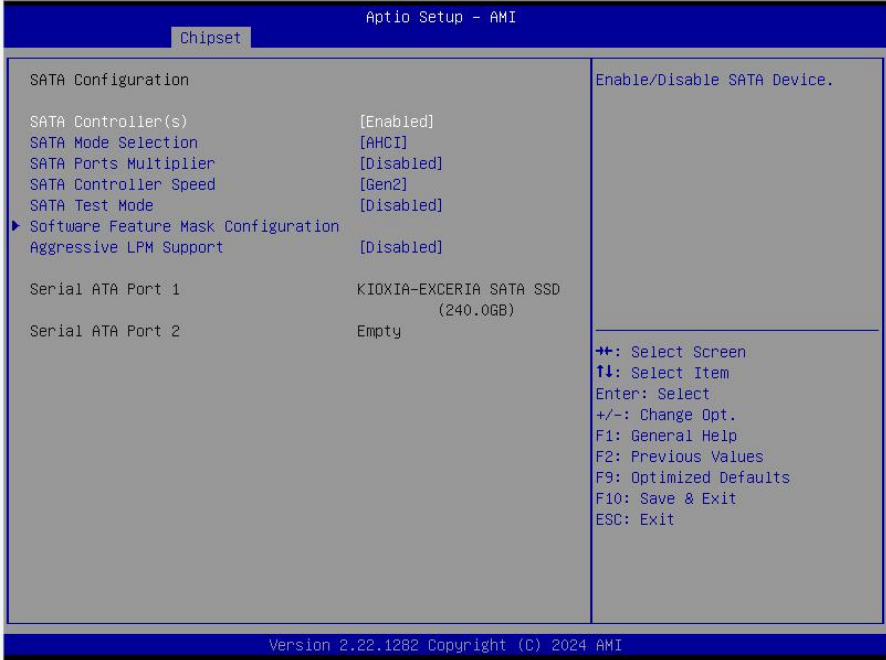 Aptio Setup – AMI
Chipset
SATA Configuration
SATA Controller(s) [Enabled]
SATA Mode Selection [AHCI]
SATA Ports Multiplier [Disabled]
SATA Controller Speed [Gen2]
SATA Test Mode [Disabled]
Software Feature Mask Configuration
Aggressive LPM Support [Disabled]
Serial ATA Port 1 KIOXIA-EXCERIA SATA SSD
(240.0GB)
Serial ATA Port 2 Empty
Enable/Disable SATA Device.
→←: Select Screen
↑↓: Select Item
Enter: Select
+/-: Change Opt.
F1: General Help
F2: Previous Values
F9: Optimized Defaults
F10: Save & Exit
ESC: Exit
Version 2.22.1282 Copyright (C) 2024 AMI